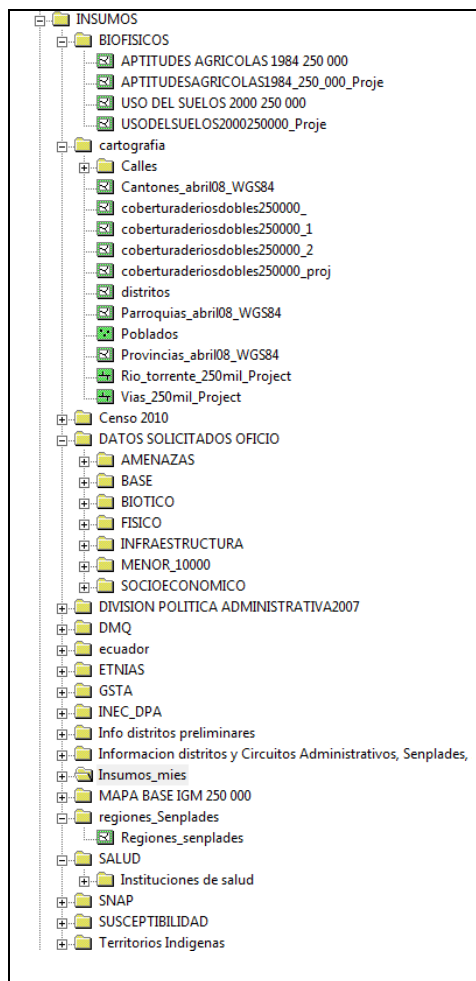 INSUMOS
BIOFISICOS
APTITUDES AGRICOLAS 1984 250 000
APTITUDESAGRICOLAS1984_250_000_Proje
USO DEL SUELOS 2000 250 000
USODELSUELOS2000250000_Proje
cartografia
Calles
Cantones_abril08_WGS84
coberturaderiosdobles250000_
coberturaderiosdobles250000_1
coberturaderiosdobles250000_2
coberturaderiosdobles250000_proj
distritos
Parroquias_abril08_WGS84
Poblados
Provincias_abril08_WGS84
Rio_torrente_250mil_Project
Vias_250mil_Project
Censo 2010
DATOS SOLICITADOS OFICIO
AMENAZAS
BASE
BIOTICO
FISICO
INFRAESTRUCTURA
MENOR_10000
SOCIOECONOMICO
DIVISION POLITICA ADMINISTRATIVA2007
DMQ
ecuador
ETNIAS
GSTA
INEC_DPA
Info distritos preliminares
Informacion distritos y Circuitos Administrativos, Senplades,
Insumos_mies
MAPA BASE IGM 250 000
regiones_Senplades
Regiones_senplades
SALUD
Instituciones de salud
SNAP
SUSCEPTIBILIDAD
Territorios Indigenas